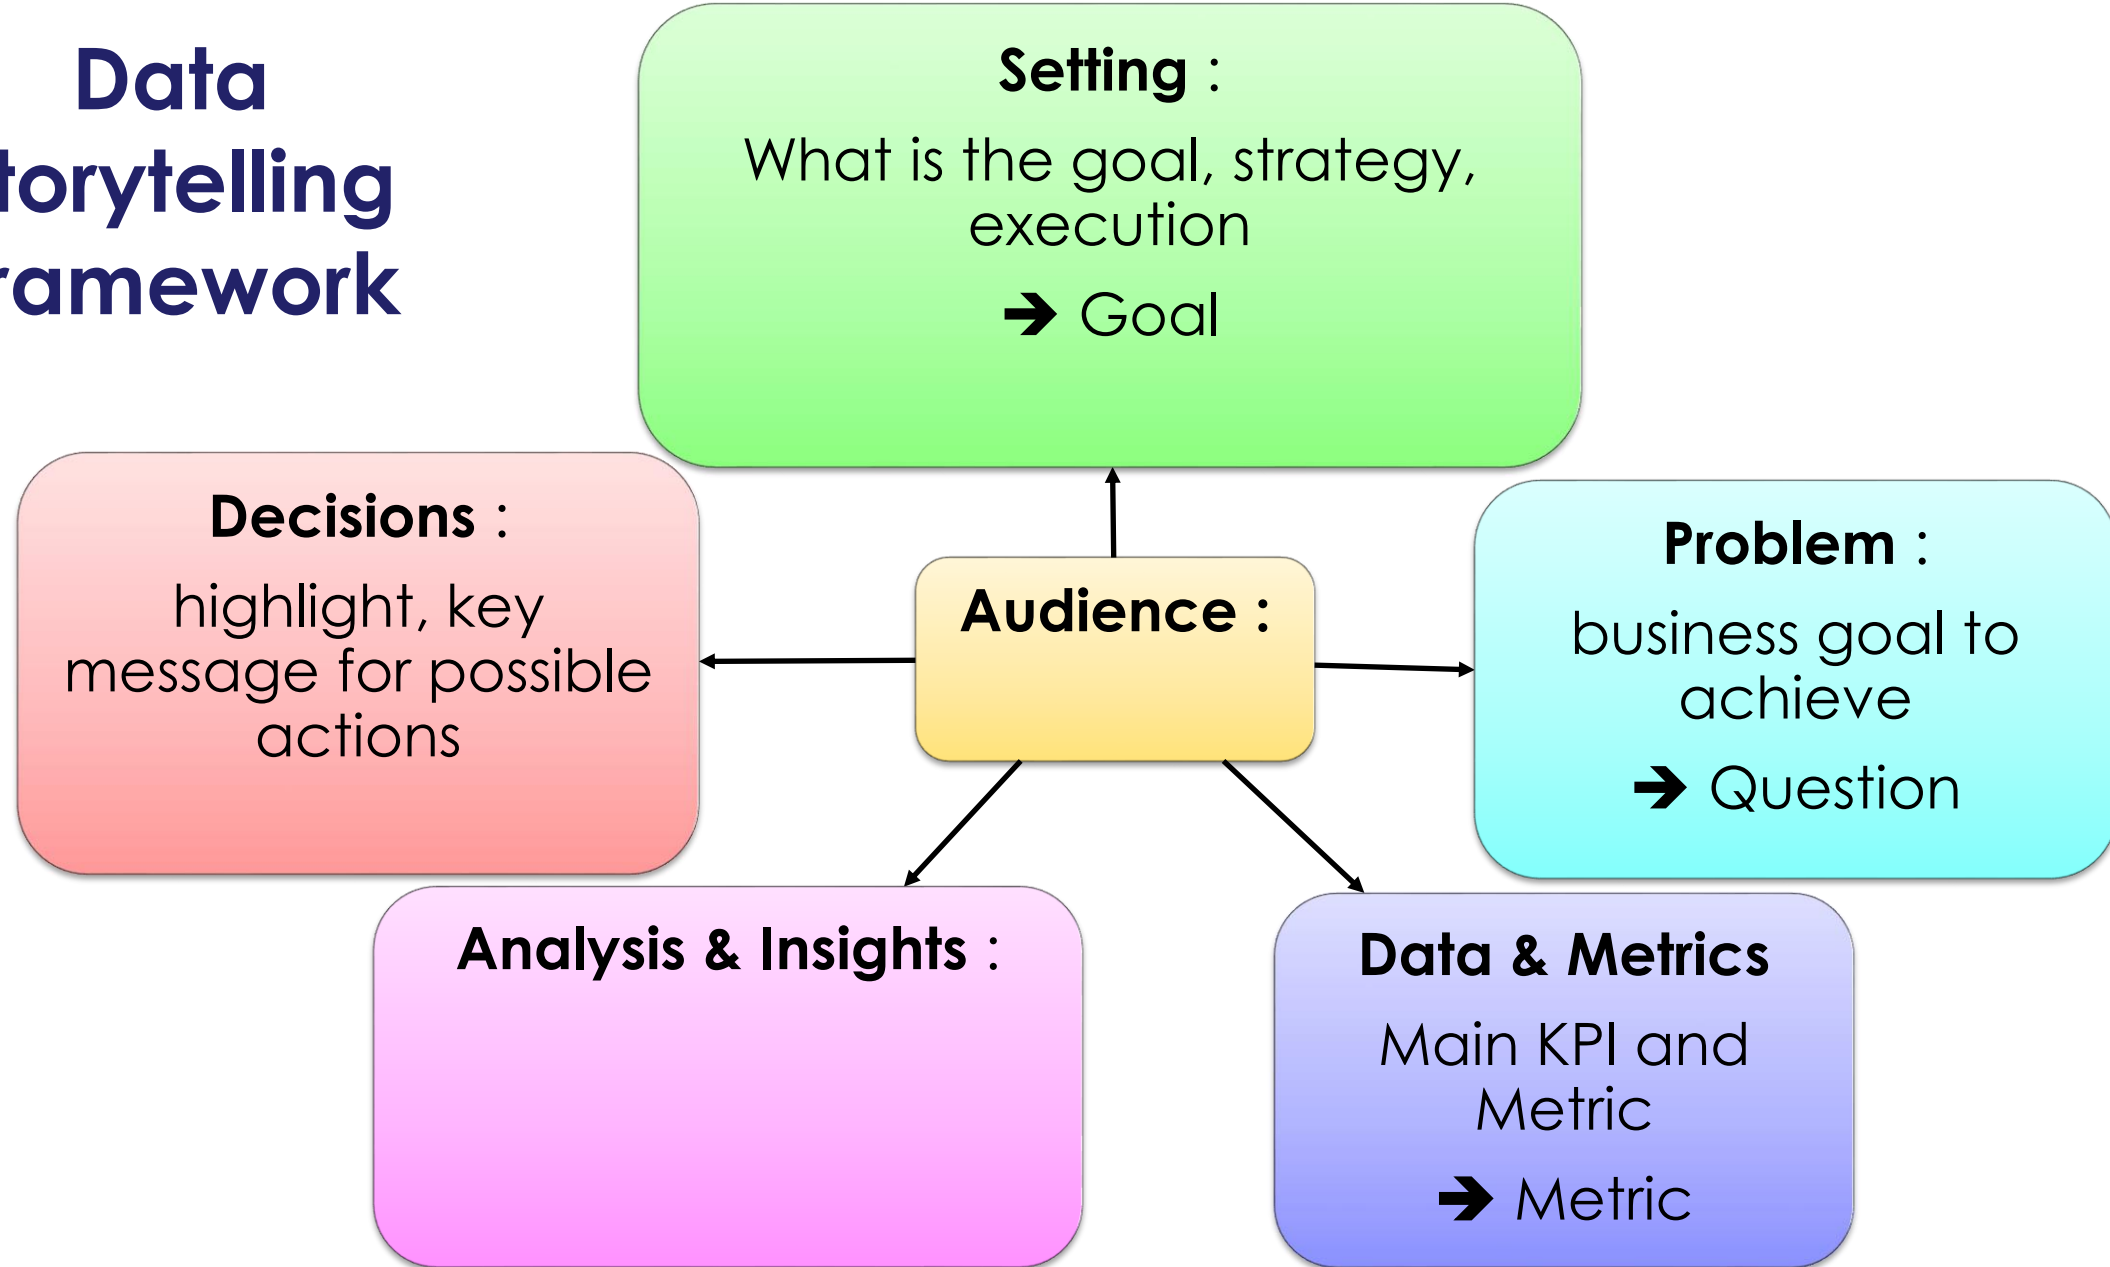 Data
torytelling
ramework
Setting :
What is the goal, strategy,
execution
➔ Goal
Decisions :
highlight, key
message for possible
actions
Audience :
Problem :
business goal to
achieve
➔ Question
Analysis & Insights :
Data & Metrics
Main KPI and
Metric
➔ Metric